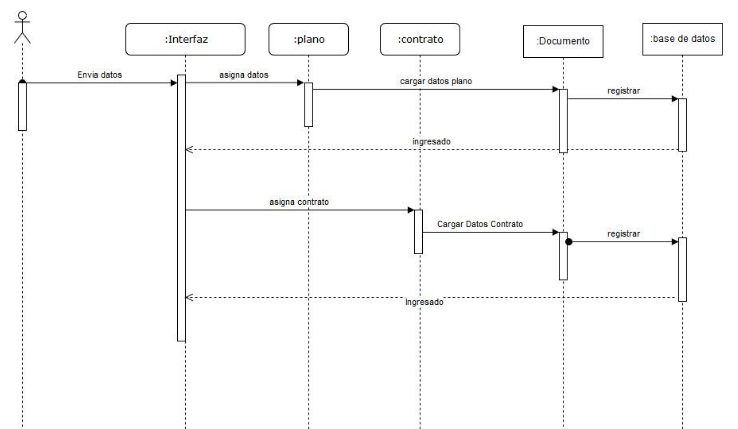 :Interfaz
:plano
:contrato
:Documento
:base de datos
Envia datos
asigna datos
cargar datos plano
registrar
ingresado
asigna contrato
Cargar Datos Contrato
registrar
Ingresado